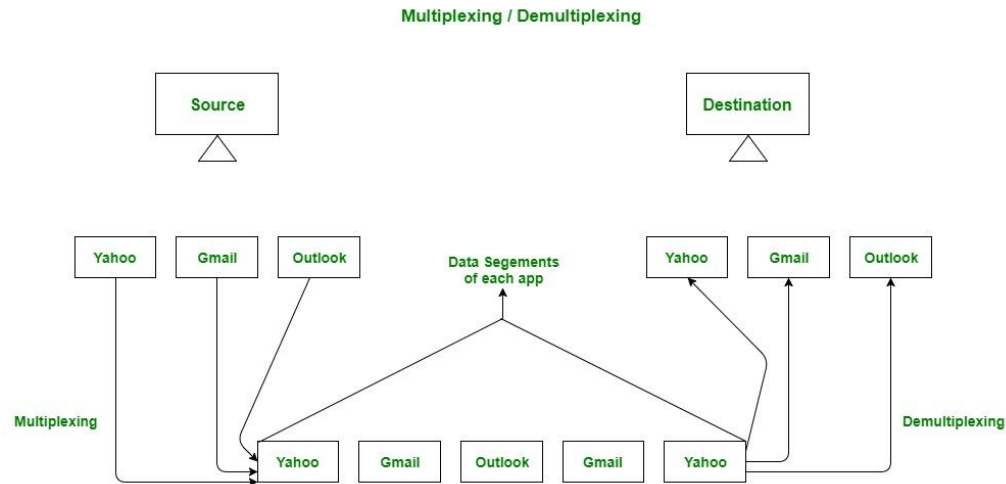 Multiplexing / Demultiplexing
Source
Destination
Yahoo
Gmail
Outlook
Data Segements
of each app
Yahoo
Gmail
Outlook
Multiplexing
Demultiplexing
Yahoo
Gmail
Outlook
Gmail
Yahoo